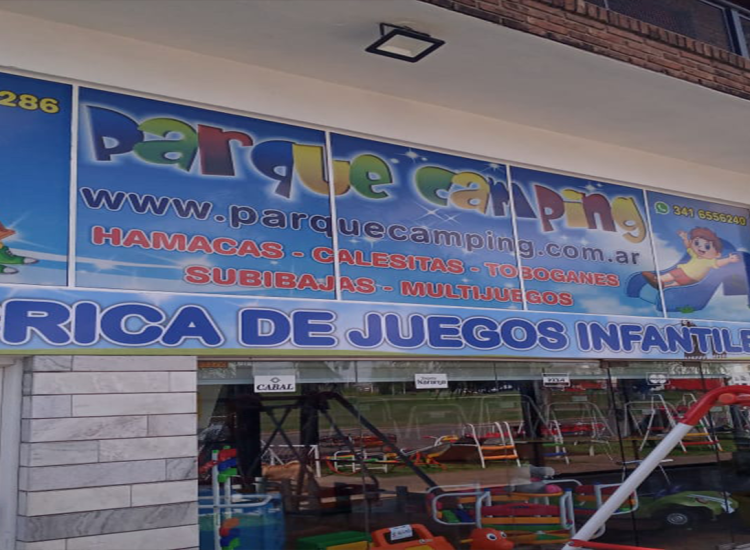 286
Parque Camping
341 6556240
www.parquecamping.com.ar
HAMACAS - CALESITAS - TOBOGANES
SUBIBAJAS - MULTIJUEGOS
RICA DE JUEGOS INFANTILE
CABAL
Naranja